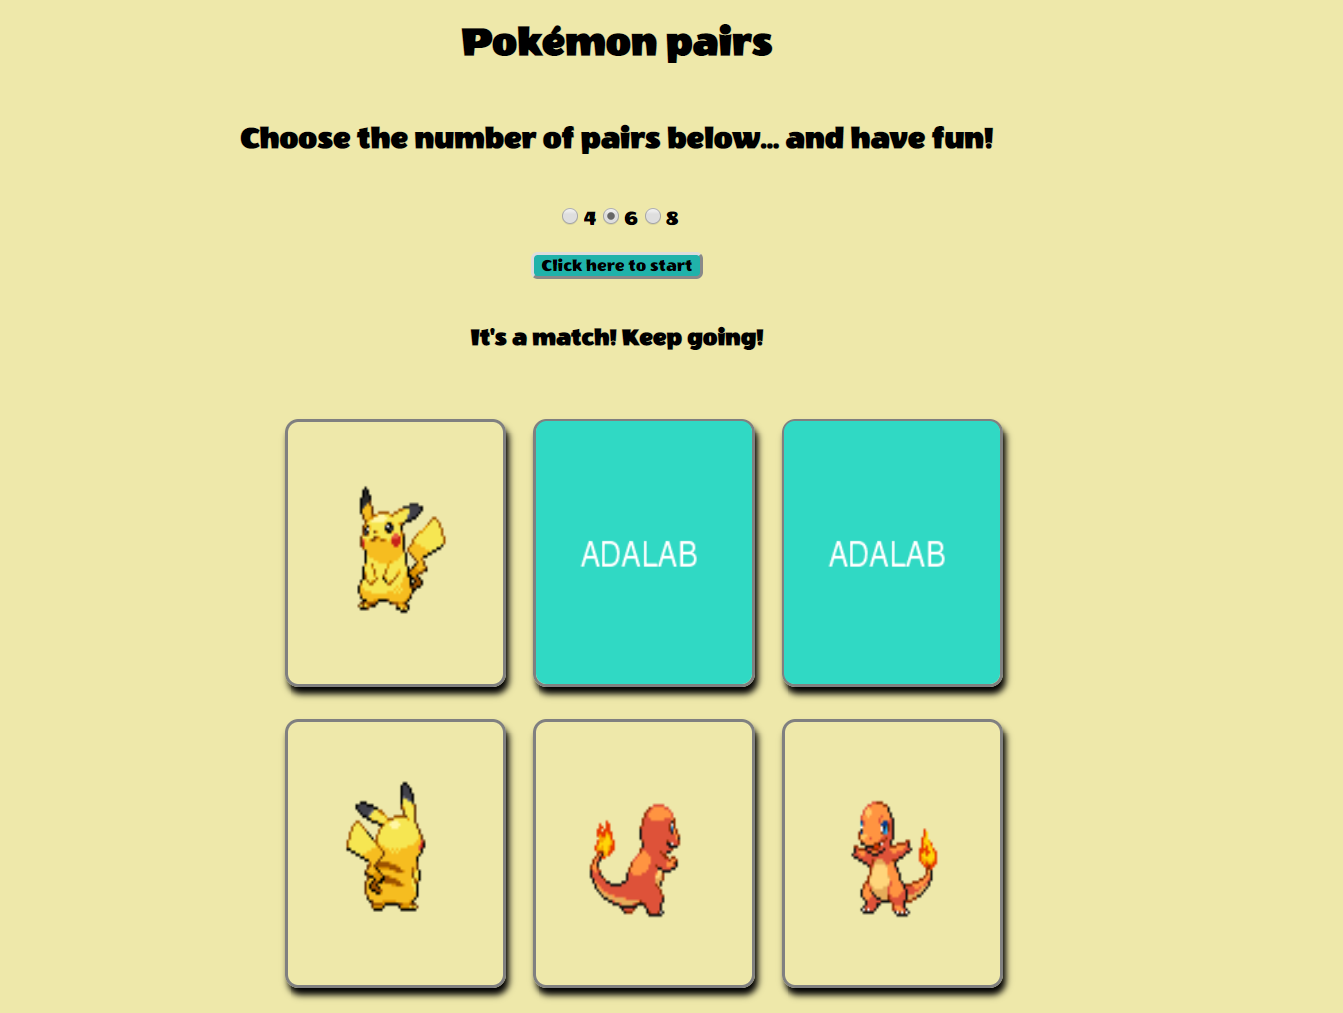 Pokémon pairs
Choose the number of pairs below... and have fun!
4 6 8
Click here to start
It's a match! Keep going!
ADALAB ADALAB